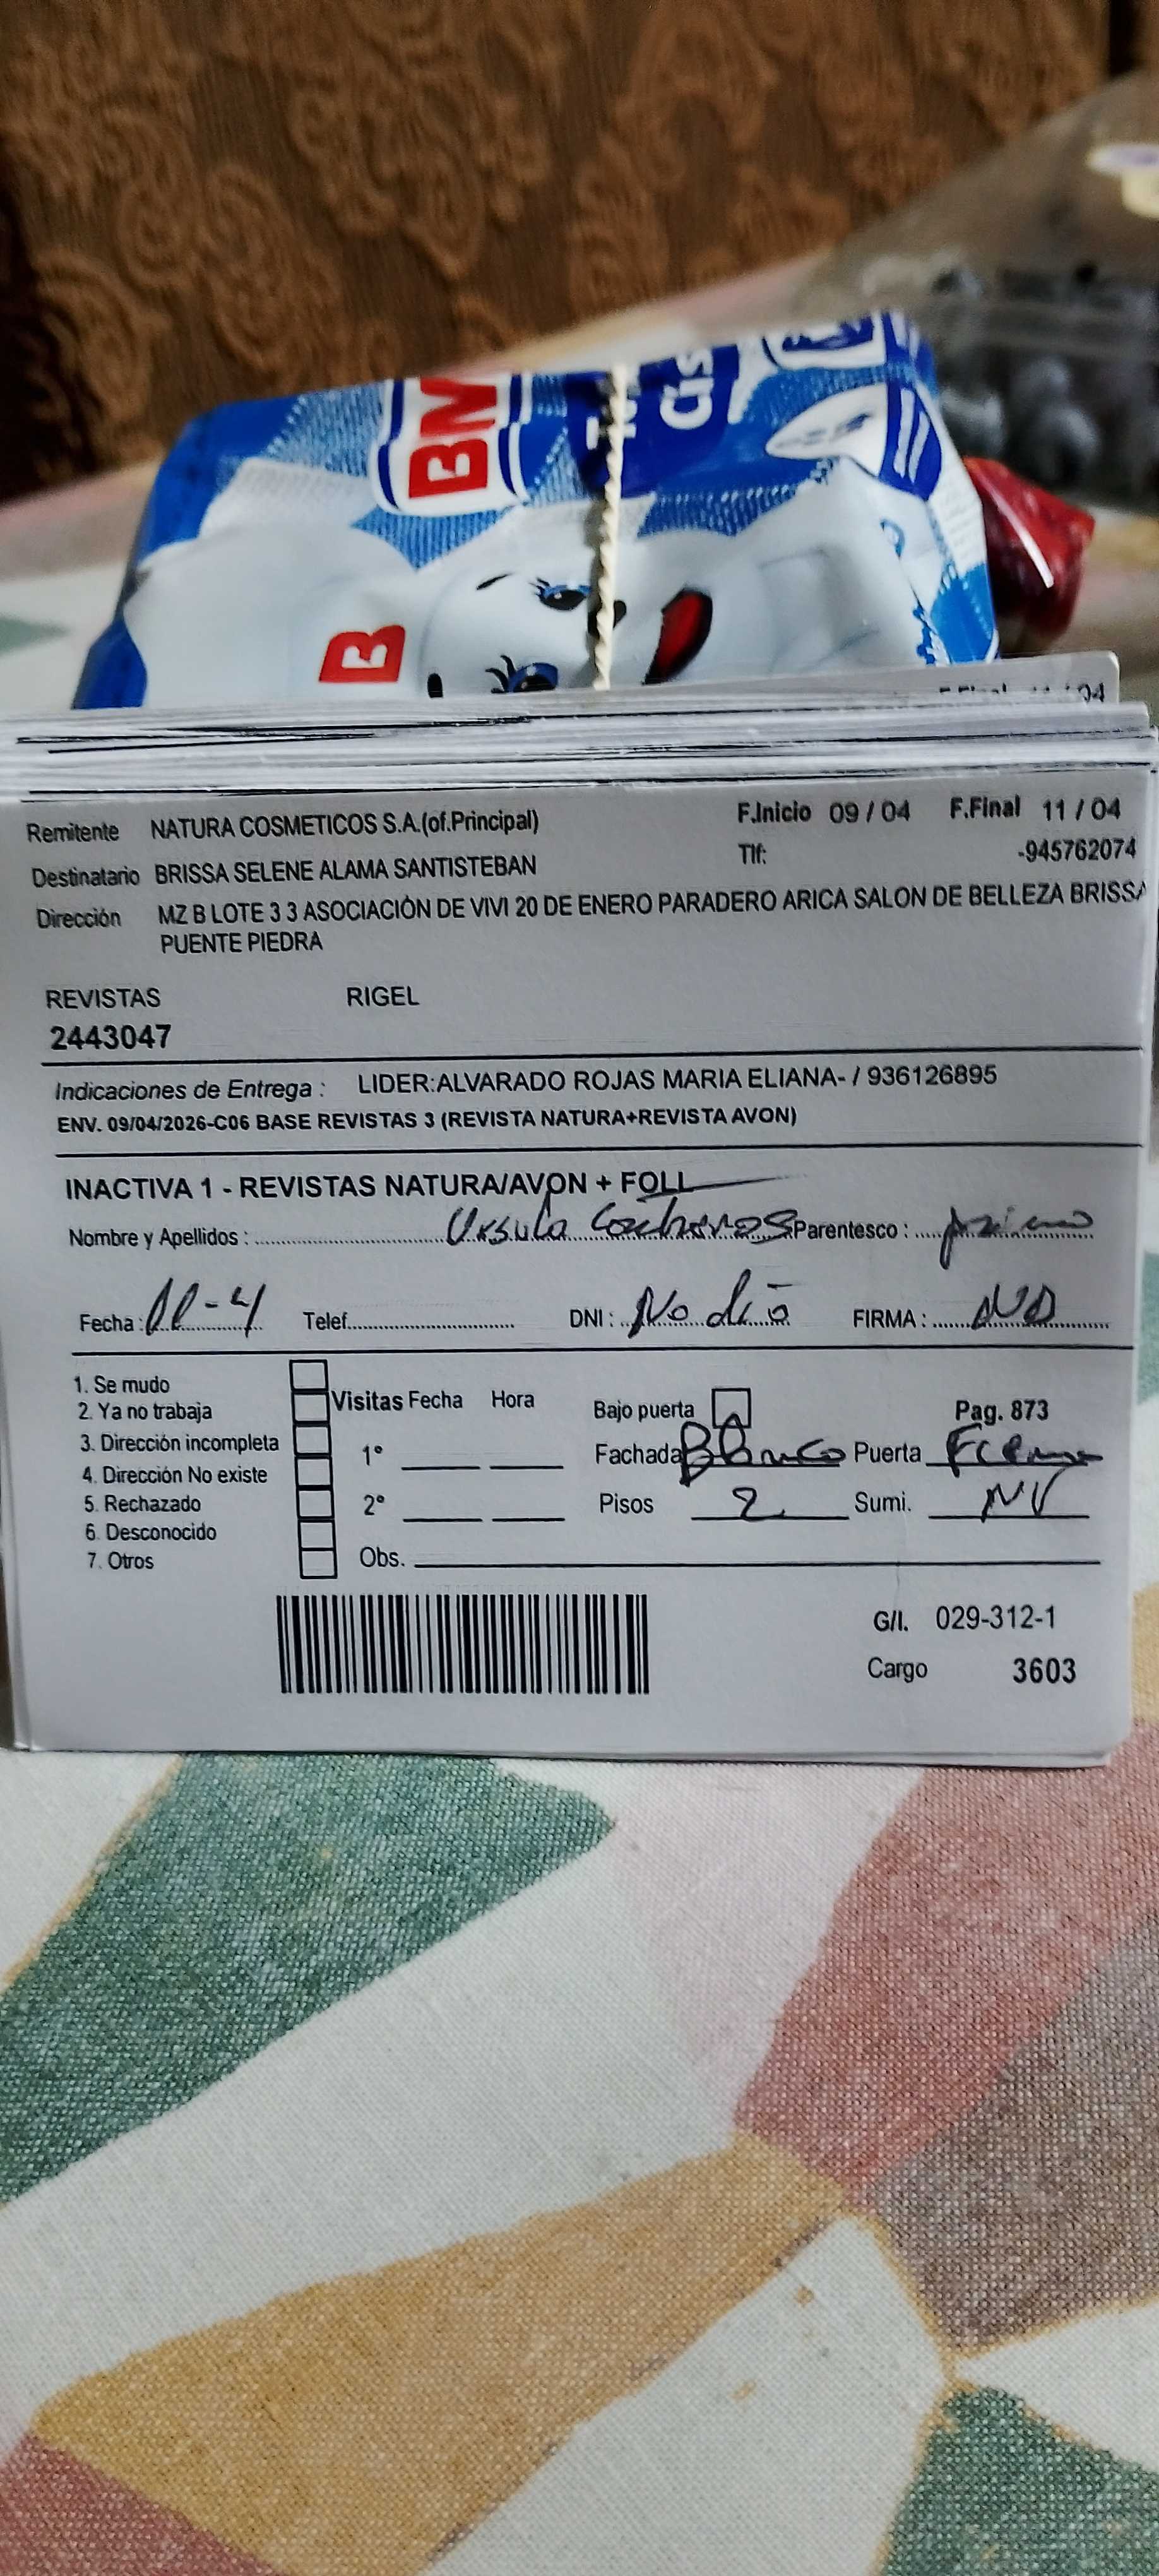 BM
B
F.Final 11/04
Remitente NATURA COSMETICOS S.A.(of.Principal) F.Inicio 09 / 04 F.Final 11 / 04
Destinatario BRISSA SELENE ALAMA SANTISTEBAN Tlf: -945762074
Dirección MZ B LOTE 3 3 ASOCIACIÓN DE VIVI 20 DE ENERO PARADERO ARICA SALON DE BELLEZA BRISSA
PUENTE PIEDRA
REVISTAS RIGEL
2443047
Indicaciones de Entrega : LIDER:ALVARADO ROJAS MARIA ELIANA- / 936126895
ENV. 09/04/2026-C06 BASE REVISTAS 3 (REVISTA NATURA+REVISTA AVON)
INACTIVA 1 - REVISTAS NATURA/AVON + FOLL
Nombre y Apellidos : Ursula Contreras Parentesco :
Fecha : 11-4 Telef. DNI : No dió FIRMA :
1. Se mudo
2. Ya no trabaja Visitas Fecha Hora Bajo puerta Pag. 873
3. Dirección incompleta 1° Fachada Blanco Puerta Fierro
4. Dirección No existe
5. Rechazado 2° Pisos 2 Sumi. NV
6. Desconocido
7. Otros Obs.
G/I. 029-312-1
Cargo 3603